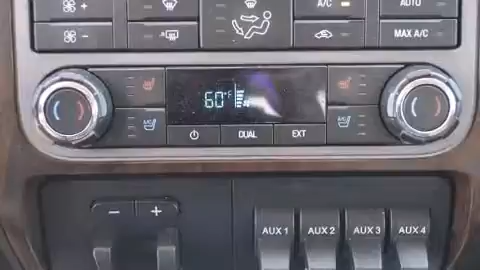 + A/C AUTO
- MAX A/C
60°F
DUAL EXT
- +
AUX 1 AUX 2 AUX 3 AUX 4